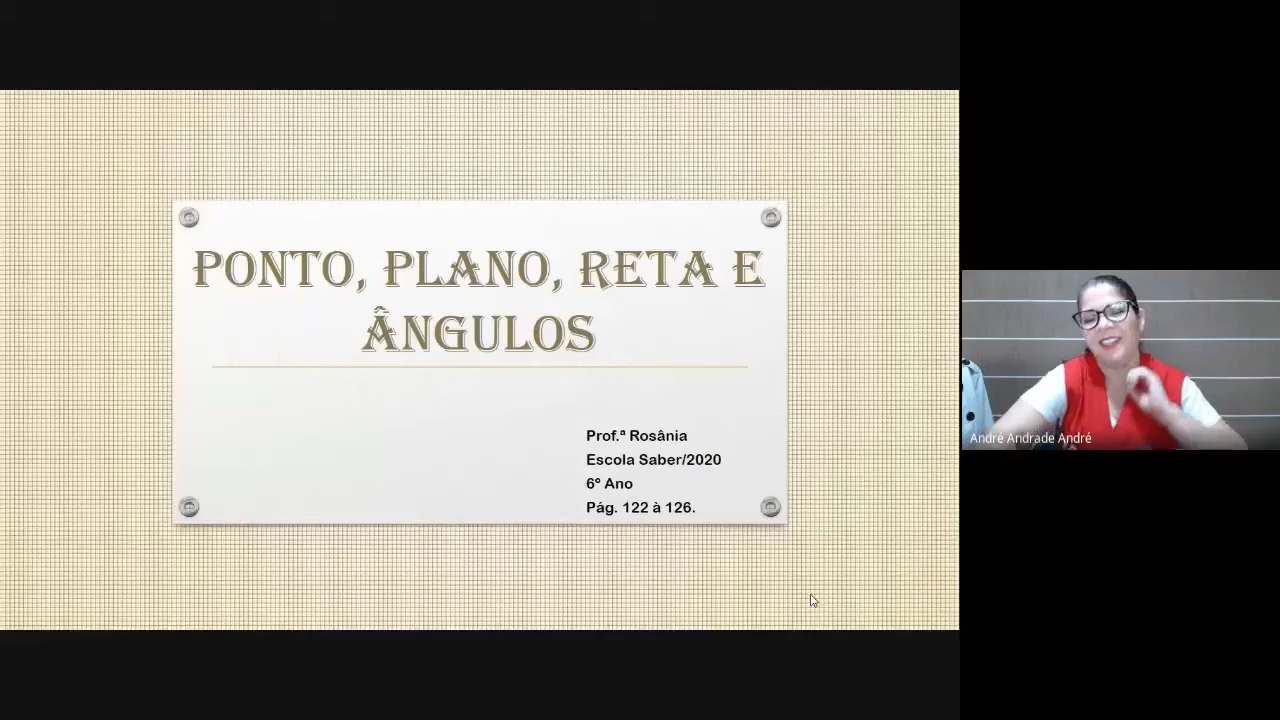 PONTO, PLANO, RETA E
ÂNGULOS
Prof.ª Rosânia
Escola Saber/2020
6º Ano
Pág. 122 à 126.
André Andrade André